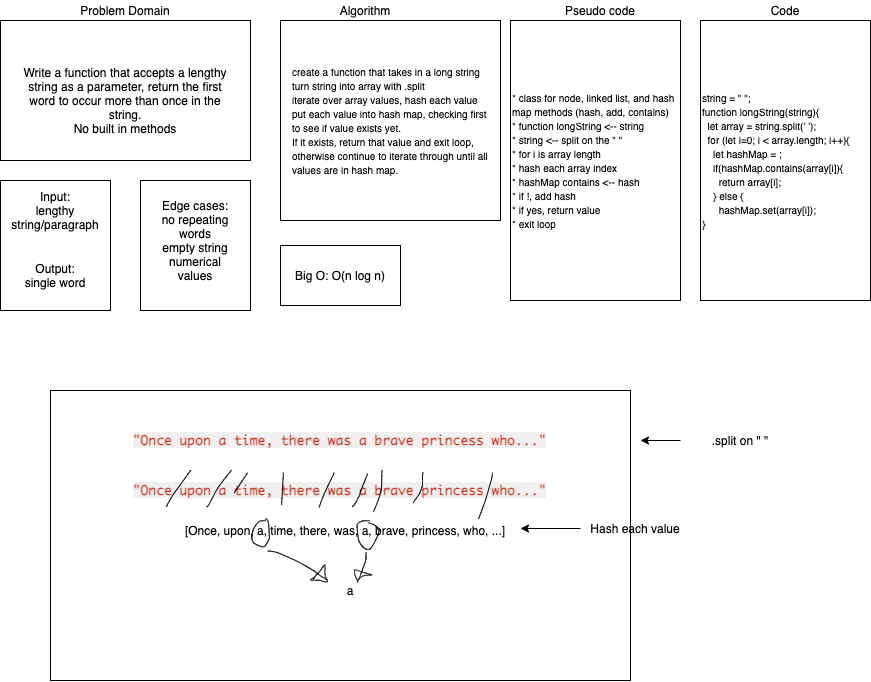 Problem Domain
Write a function that accepts a lengthy
string as a parameter, return the first
word to occur more than once in the
string.
No built in methods
Input:
lengthy
string/paragraph
Output:
single word
Edge cases:
no repeating
words
empty string
numerical
values
Algorithm
create a function that takes in a long string
turn string into array with .split
iterate over array values, hash each value
put each value into hash map, checking first
to see if value exists yet.
If it exists, return that value and exit loop,
otherwise continue to iterate through until all
values are in hash map.
Big O: O(n log n)
Pseudo code
* class for node, linked list, and hash
map methods (hash, add, contains)
* function longString <-- string
* string <-- split on the " "
* for i is array length
* hash each array index
* hashMap contains <-- hash
* if !, add hash
* if yes, return value
* exit loop
Code
string = " ";
function longString(string){
let array = string.split(' ');
for (let i=0; i < array.length; i++){
let hashMap = ;
if(hashMap.contains(array[i]){
return array[i];
} else {
hashMap.set(array[i]);
}
"Once upon a time, there was a brave princess who..."
.split on " "
"Once upon a time, there was a brave princess who..."
[Once, upon, a, time, there, was, a, brave, princess, who, ...]
Hash each value
a